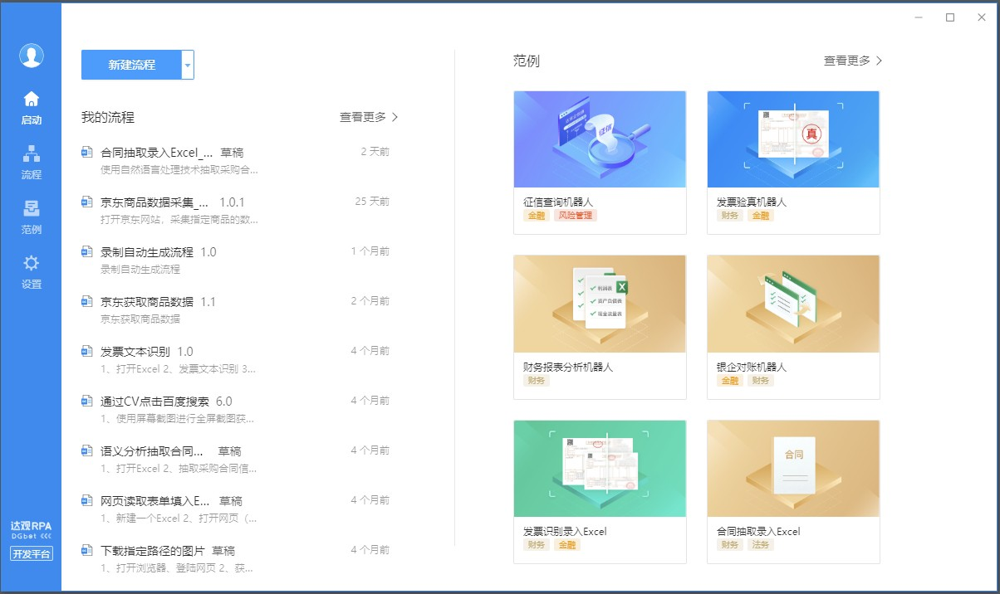 启动
流程
范例
设置
达观RPA
DGbot
开发平台
新建流程
我的流程
查看更多
合同抽取录入Excel_... 草稿
2 天前
使用自然语言处理技术抽取采购合...
京东商品数据采集_... 1.0.1
25 天前
打开京东网站，采集指定商品的数...
录制自动生成流程 1.0
1 个月前
录制自动生成流程
京东获取商品数据 1.1
2 个月前
京东获取商品数据
发票文本识别 1.0
4 个月前
1、打开Excel 2、发票文本识别 3...
通过CV点击百度搜索 6.0
4 个月前
1、使用屏幕截图进行全屏截图获...
语义分析抽取合同... 草稿
4 个月前
1、打开Excel 2、抽取采购合同信...
网页读取表单填入E... 草稿
4 个月前
1、新建一个Excel 2、打开网页（...
下载指定路径的图片 草稿
4 个月前
1、打开浏览器、登陆网页 2、获...
范例
查看更多
征信
征信查询机器人
金融 风险管理
真
发票验真机器人
财务 金融
利润表
资产负债表
现金流量表
财务报表分析机器人
财务
银企对账机器人
金融 财务
发票识别录入Excel
财务 金融
合同
合同抽取录入Excel
财务 法务